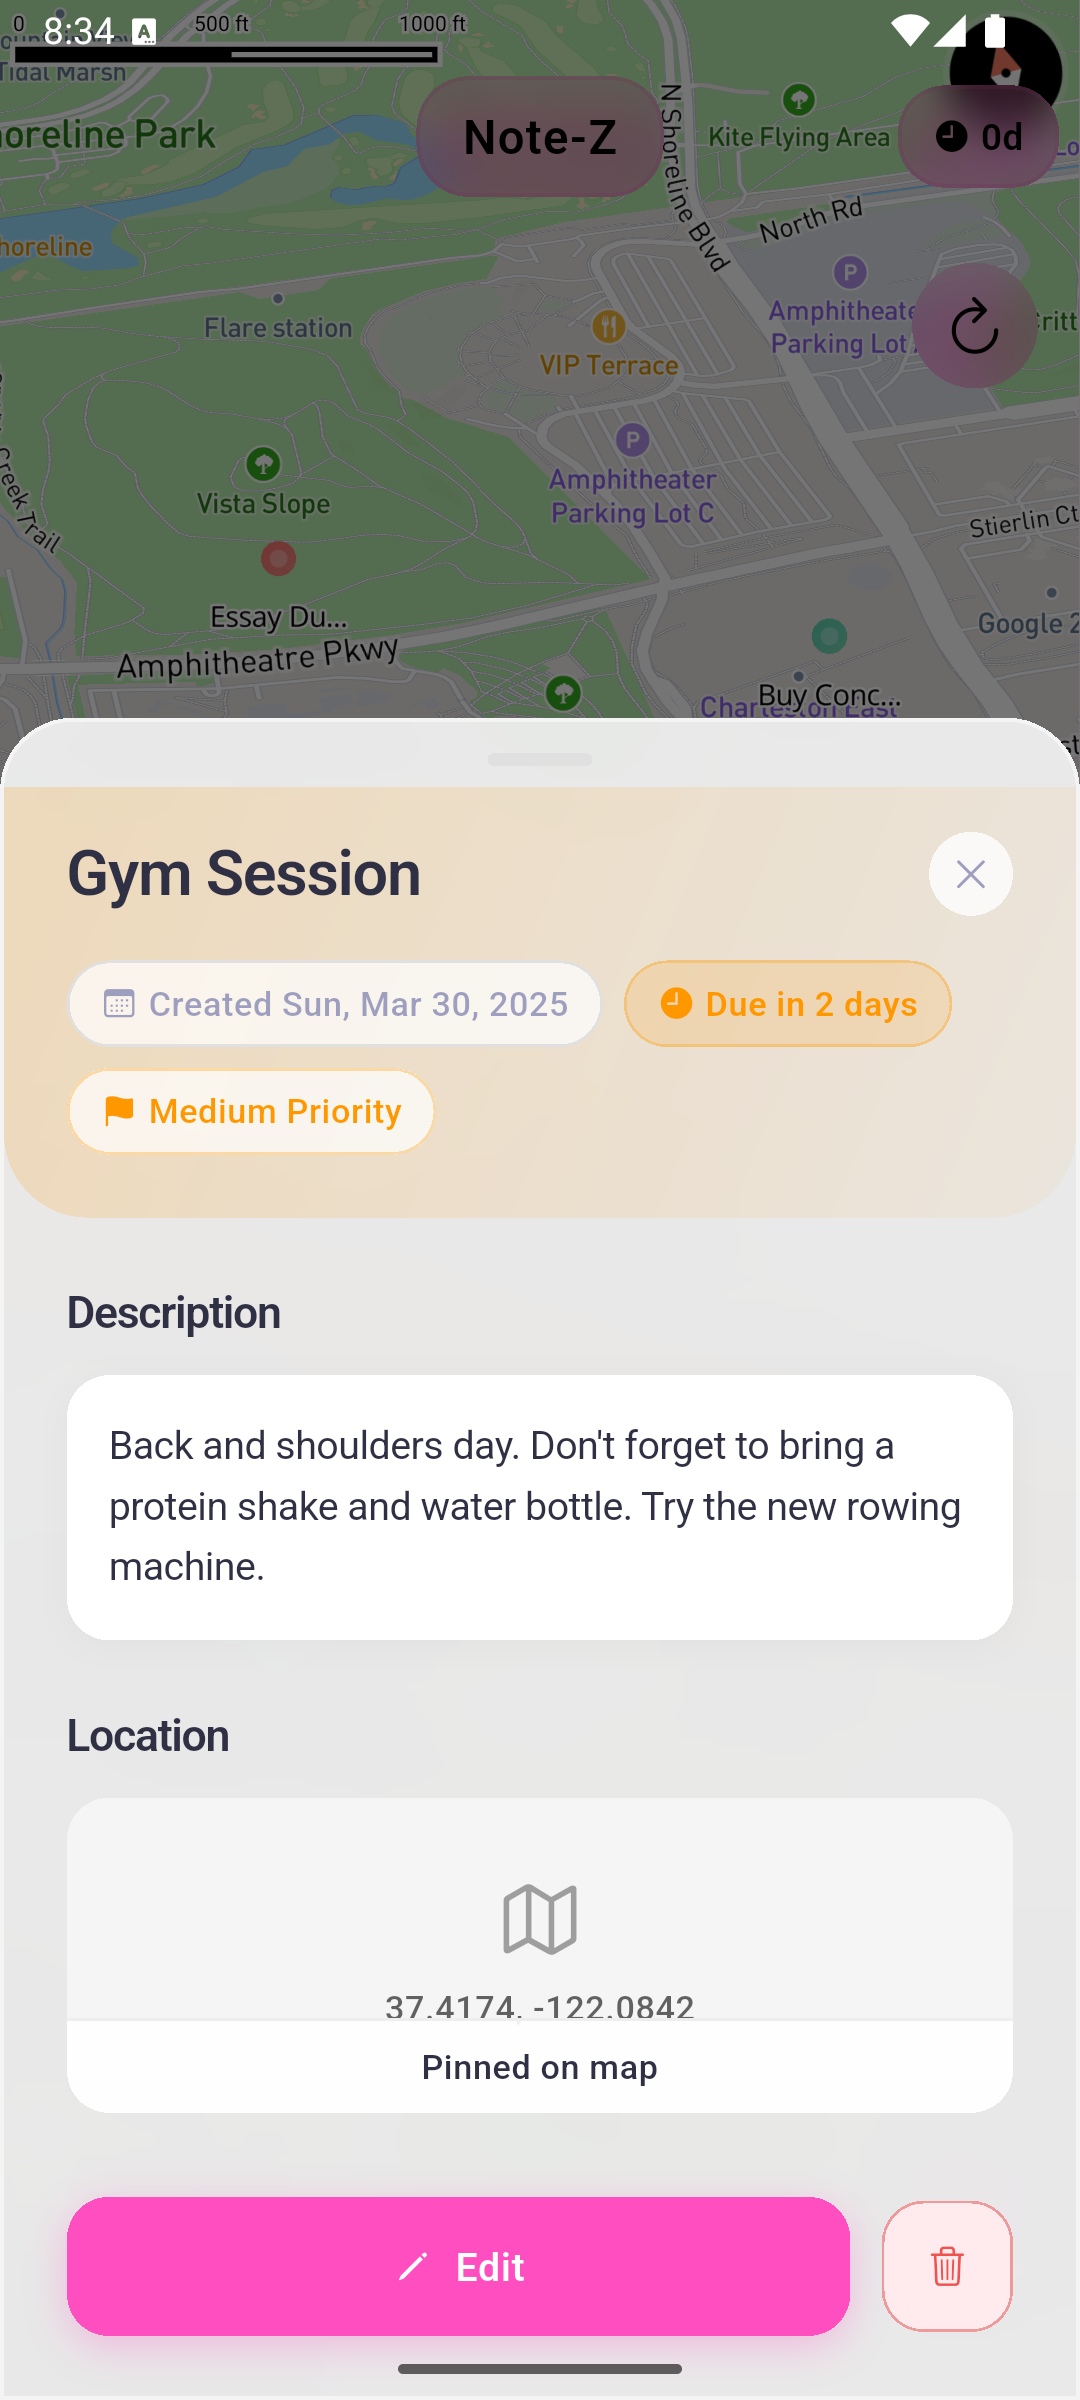 0
500 ft
1000 ft
8:34
Tidal Marsh
oreline Park
Note-Z
N Shoreline Blvd
Kite Flying Area
0d
horeline
North Rd
Flare station
VIP Terrace
Amphitheate
Parking Lot
Critt
P
P
Amphitheater
Parking Lot C
Vista Slope
Creek Trail
Stierlin Ct
Essay Du...
Amphitheatre Pkwy
Google 2
Buy Conc...
Charleston East
Gym Session
Created Sun, Mar 30, 2025
Due in 2 days
Medium Priority
Description
Back and shoulders day. Don't forget to bring a
protein shake and water bottle. Try the new rowing
machine.
Location
37.4174, -122.0842
Pinned on map
Edit